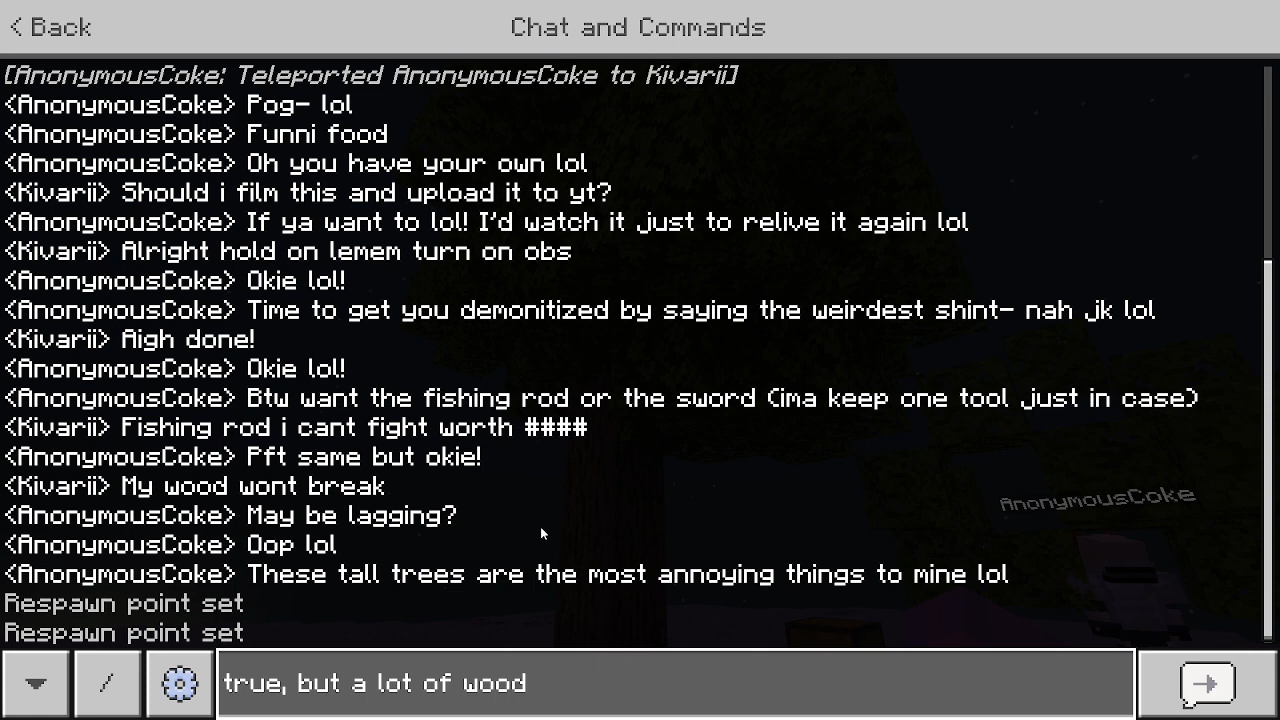 < Back
Chat and Commands
[AnonymousCoke: Teleported AnonymousCoke to Kivarii]
<AnonymousCoke> Pog- lol
<AnonymousCoke> Funni food
<AnonymousCoke> Oh you have your own lol
<Kivarii> Should i film this and upload it to yt?
<AnonymousCoke> If ya want to lol! I'd watch it just to relive it again lol
<Kivarii> Alright hold on lemem turn on obs
<AnonymousCoke> Okie lol!
<AnonymousCoke> Time to get you demonitized by saying the weirdest shint- nah jk lol
<Kivarii> Aigh done!
<AnonymousCoke> Okie lol!
<AnonymousCoke> Btw want the fishing rod or the sword (ima keep one tool just in case)
<Kivarii> Fishing rod i cant fight worth ####
<AnonymousCoke> Pft same but okie!
<Kivarii> My wood wont break
AnonymousCoke
<AnonymousCoke> May be lagging?
<AnonymousCoke> Oop lol
<AnonymousCoke> These tall trees are the most annoying things to mine lol
Respawn point set
Respawn point set
/
true, but a lot of wood